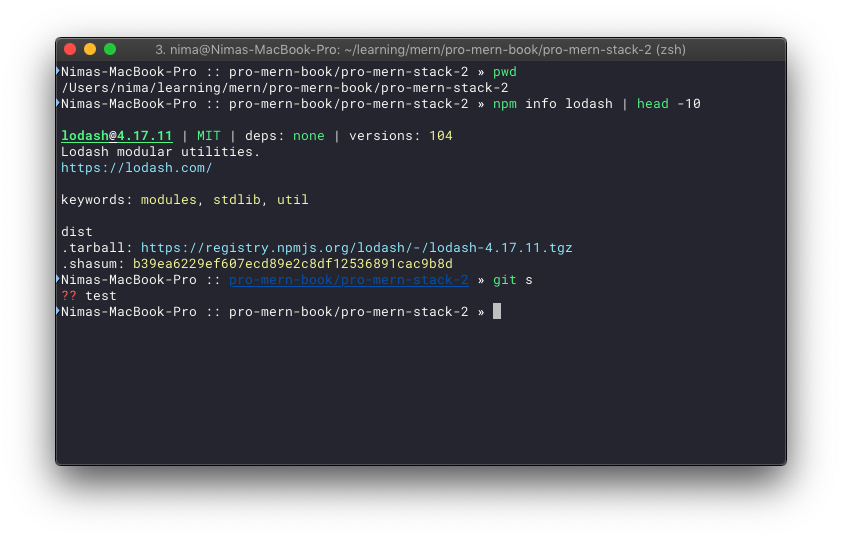 3. nima@Nimas-MacBook-Pro: ~/learning/mern/pro-mern-book/pro-mern-stack-2 (zsh)
Nimas-MacBook-Pro :: pro-mern-book/pro-mern-stack-2 » pwd
/Users/nima/learning/mern/pro-mern-book/pro-mern-stack-2
Nimas-MacBook-Pro :: pro-mern-book/pro-mern-stack-2 » npm info lodash | head -10
lodash@4.17.11 | MIT | deps: none | versions: 104
Lodash modular utilities.
https://lodash.com/
keywords: modules, stdlib, util
dist
.tarball: https://registry.npmjs.org/lodash/-/lodash-4.17.11.tgz
.shasum: b39ea6229ef607ecd89e2c8df12536891cac9b8d
Nimas-MacBook-Pro :: pro-mern-book/pro-mern-stack-2 » git s
?? test
Nimas-MacBook-Pro :: pro-mern-book/pro-mern-stack-2 »